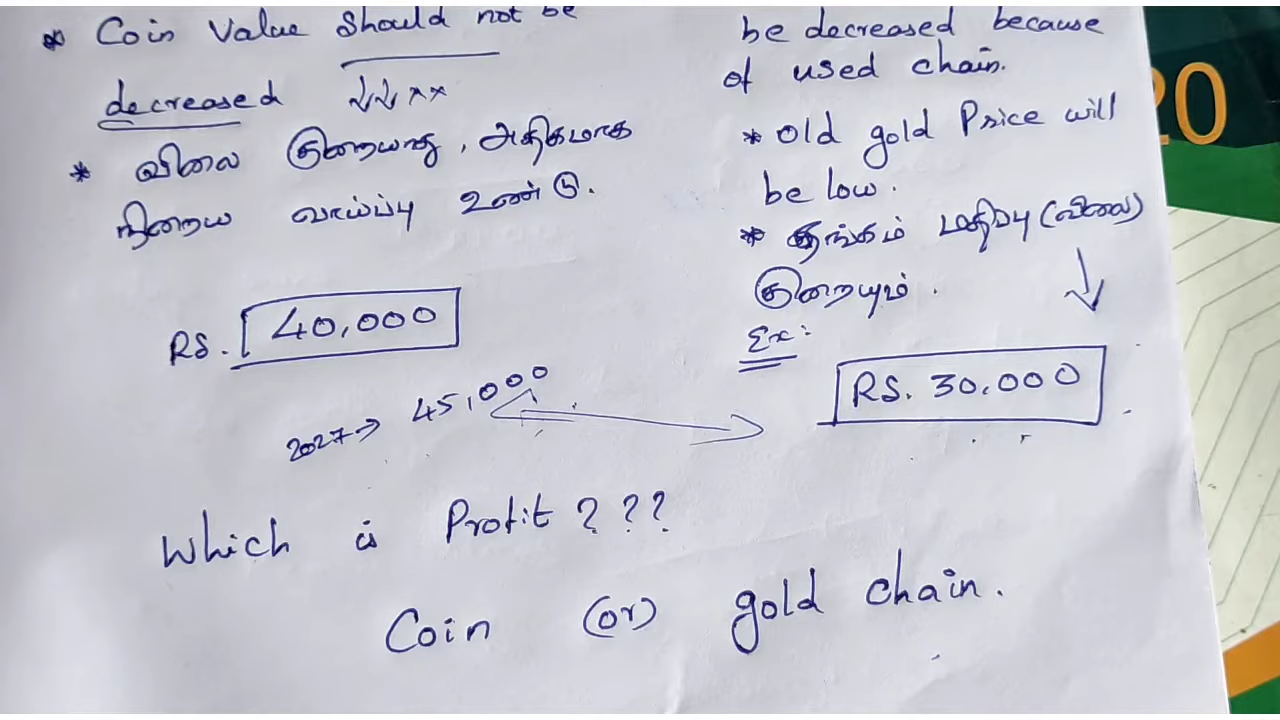 * Coin Value Should not be
decreased ↓↓ **
* விலை குறையாது, அதிகமாக
நிறைய வாய்ப்பு உண்டு.
Rs. 40,000
2027 → 45,000
be decreased because
of used chain.
* Old gold Price will
be low.
* தங்கம் மதிப்பு (விலை)
குறையும்.
Ex:
RS. 30,000
Which is Profit ? ? ?
Coin (or) gold chain.
20